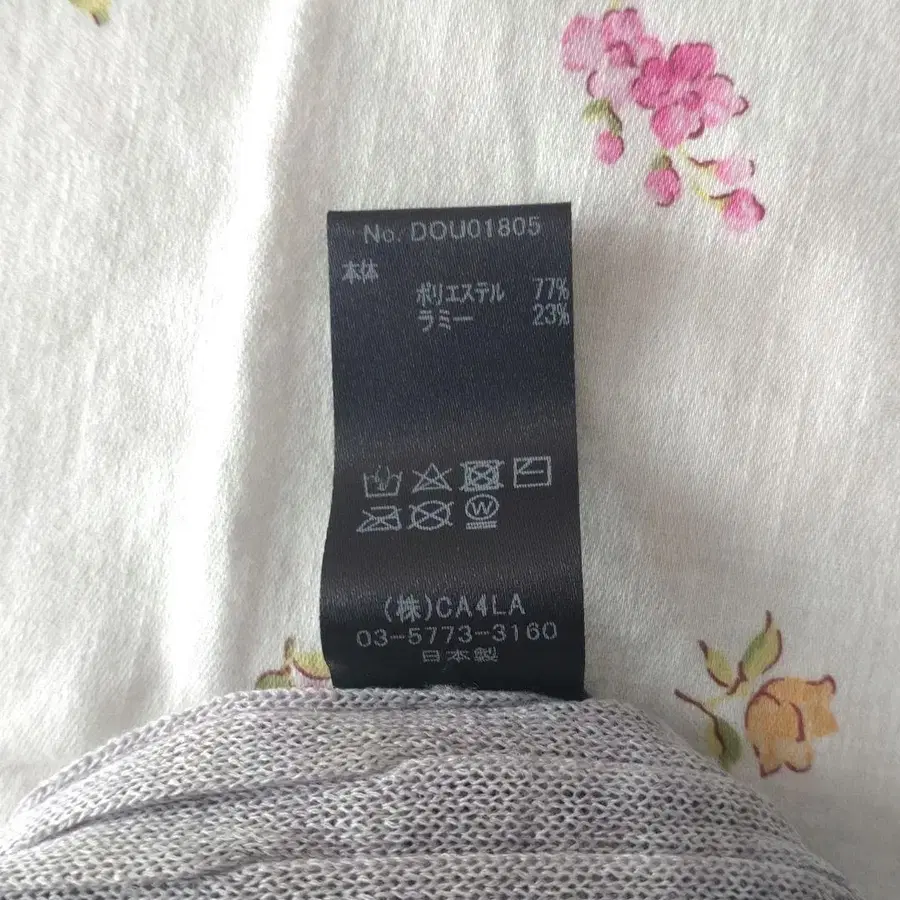 No. DOU01805
本体
ポリエステル 77%
ラミー 23%
W
(株)CA4LA
03-5773-3160
日本製